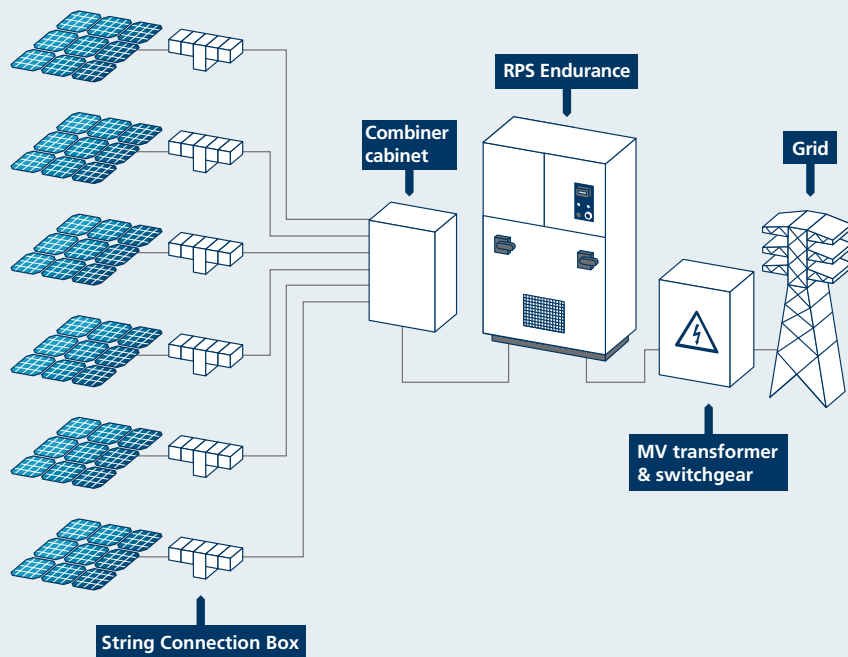 RPS Endurance
Combiner
cabinet
Grid
MV transformer
& switchgear
String Connection Box